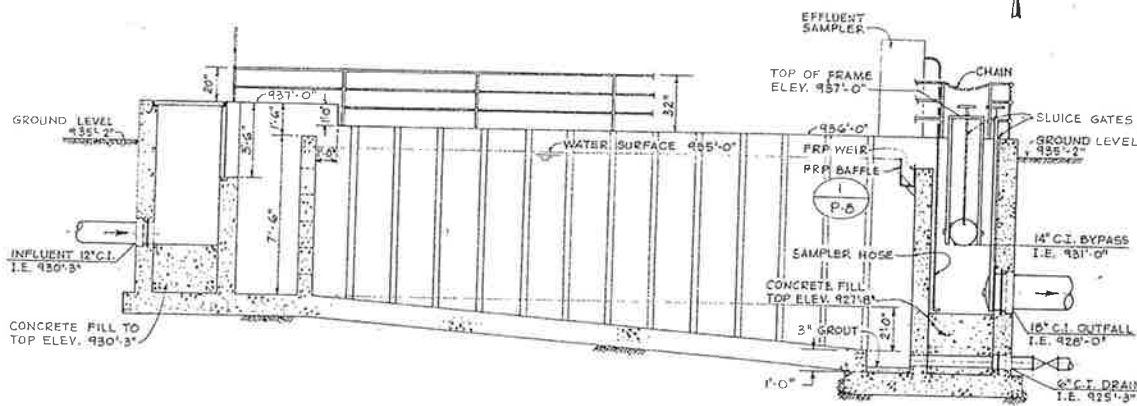 EFFLUENT
SAMPLER
CHAIN
TOP OF FRAME
ELEV. 937'-0"
20"
32"
937'-0"
1'-6"
1'0"
GROUND LEVEL
935'-2"
3'-6"
936'-0"
SLUICE GATES
GROUND LEVEL
935'-2"
WATER SURFACE 935'-0"
FRP WEIR
FRP BAFFLE
1
P-8
7'-6"
INFLUENT 12" C.I.
I.E. 930'-3"
14" C.I. BYPASS
I.E. 931'-0"
SAMPLER HOSE
CONCRETE FILL
TOP ELEV. 927'-8"
CONCRETE FILL TO
TOP ELEV. 930'-3"
3" GROUT
2'-0"
18" C.I. OUTFALL
I.E. 928'-0"
1'-0"
6" C.I. DRAIN
I.E. 925'-3"